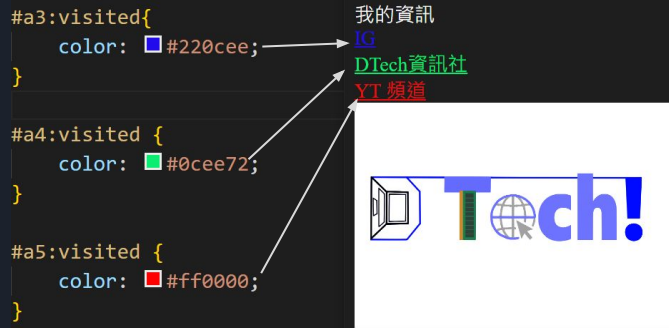 #a3:visited{
color: #220cee;
}
#a4:visited {
color: #0cee72;
}
#a5:visited {
color: #ff0000;
}
我的資訊
IG
DTech資訊社
YT 頻道
D Tech!